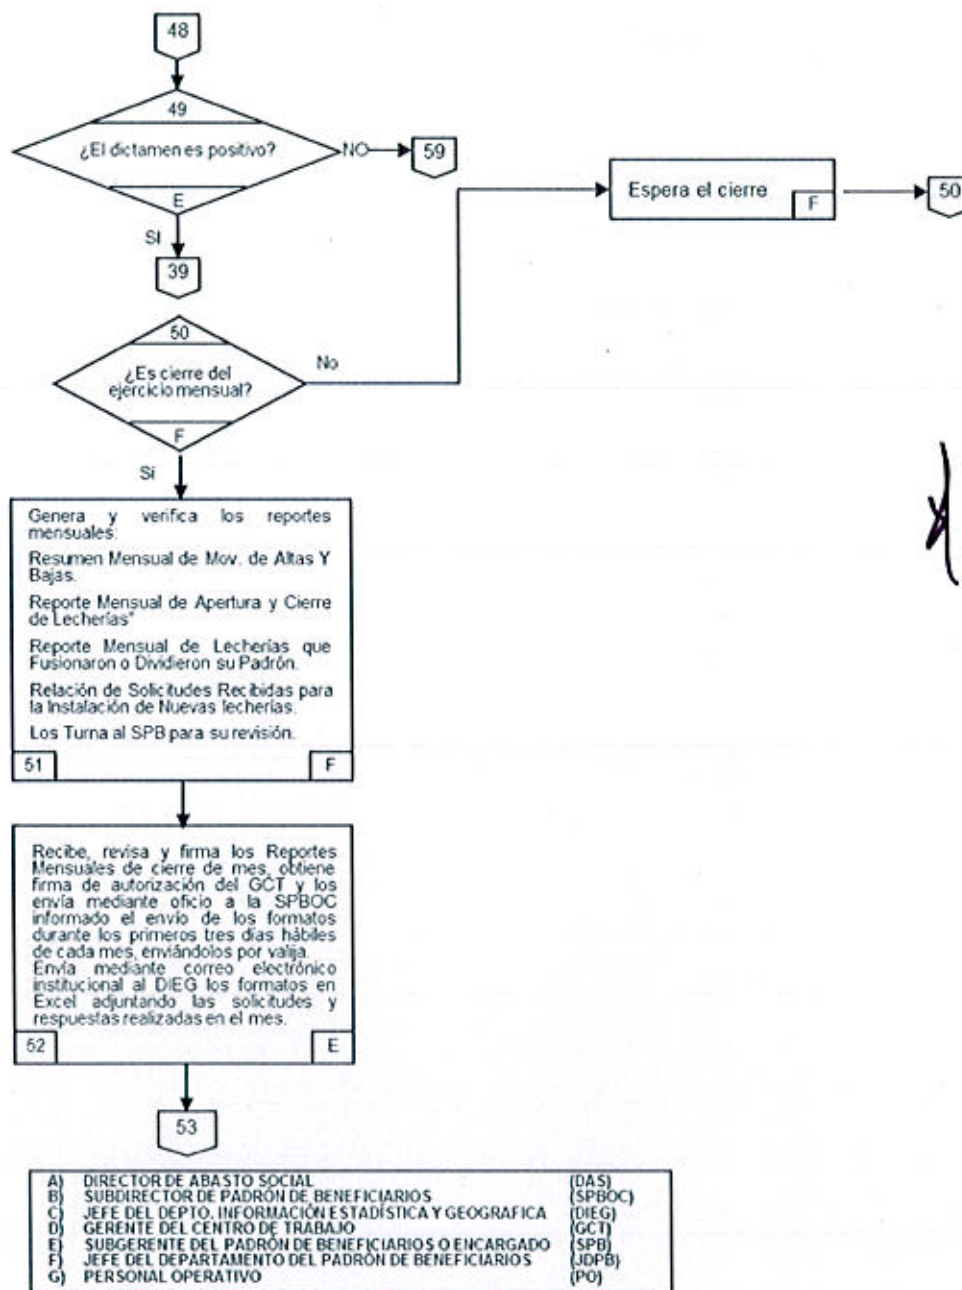 48
49
¿El dictamen es positivo?
NO
59
E
SI
39
Espera el cierre
F
50
50
¿Es cierre del
ejercicio mensual?
No
F
Sí
Genera y verifica los reportes
mensuales:
Resumen Mensual de Mov. de Altas Y
Bajas.
Reporte Mensual de Apertura y Cierre
de Lecherías"
Reporte Mensual de Lecherías que
Fusionaron o Dividieron su Padrón.
Relación de Solicitudes Recibidas para
la Instalación de Nuevas lecherías.
Los Turna al SPB para su revisión.
51
F
Recibe, revisa y firma los Reportes
Mensuales de cierre de mes, obtiene
firma de autorización del GCT y los
envía mediante oficio a la SPBOC
informado el envío de los formatos
durante los primeros tres días hábiles
de cada mes, enviándolos por valija.
Envía mediante correo electrónico
institucional al DIEG los formatos en
Excel adjuntando las solicitudes y
respuestas realizadas en el mes.
52
E
53
A) DIRECTOR DE ABASTO SOCIAL (DAS)
B) SUBDIRECTOR DE PADRÓN DE BENEFICIARIOS (SPBOC)
C) JEFE DEL DEPTO. INFORMACIÓN ESTADÍSTICA Y GEOGRAFICA (DIEG)
D) GERENTE DEL CENTRO DE TRABAJO (GCT)
E) SUBGERENTE DEL PADRÓN DE BENEFICIARIOS O ENCARGADO (SPB)
F) JEFE DEL DEPARTAMENTO DEL PADRÓN DE BENEFICIARIOS (JDPB)
G) PERSONAL OPERATIVO (PO)